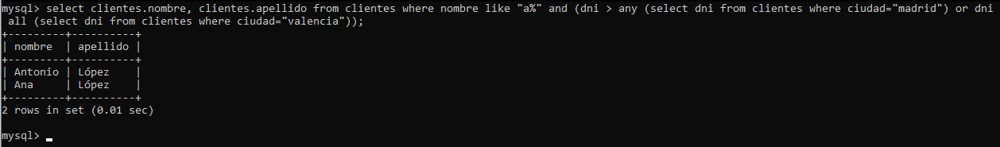 mysql> select clientes.nombre, clientes.apellido from clientes where nombre like "a%" and (dni > any (select dni from clientes where ciudad="madrid") or dni
 all (select dni from clientes where ciudad="valencia"));
+---------+----------+
| nombre  | apellido |
+---------+----------+
| Antonio | López    |
| Ana     | López    |
+---------+----------+
2 rows in set (0.01 sec)
mysql> _